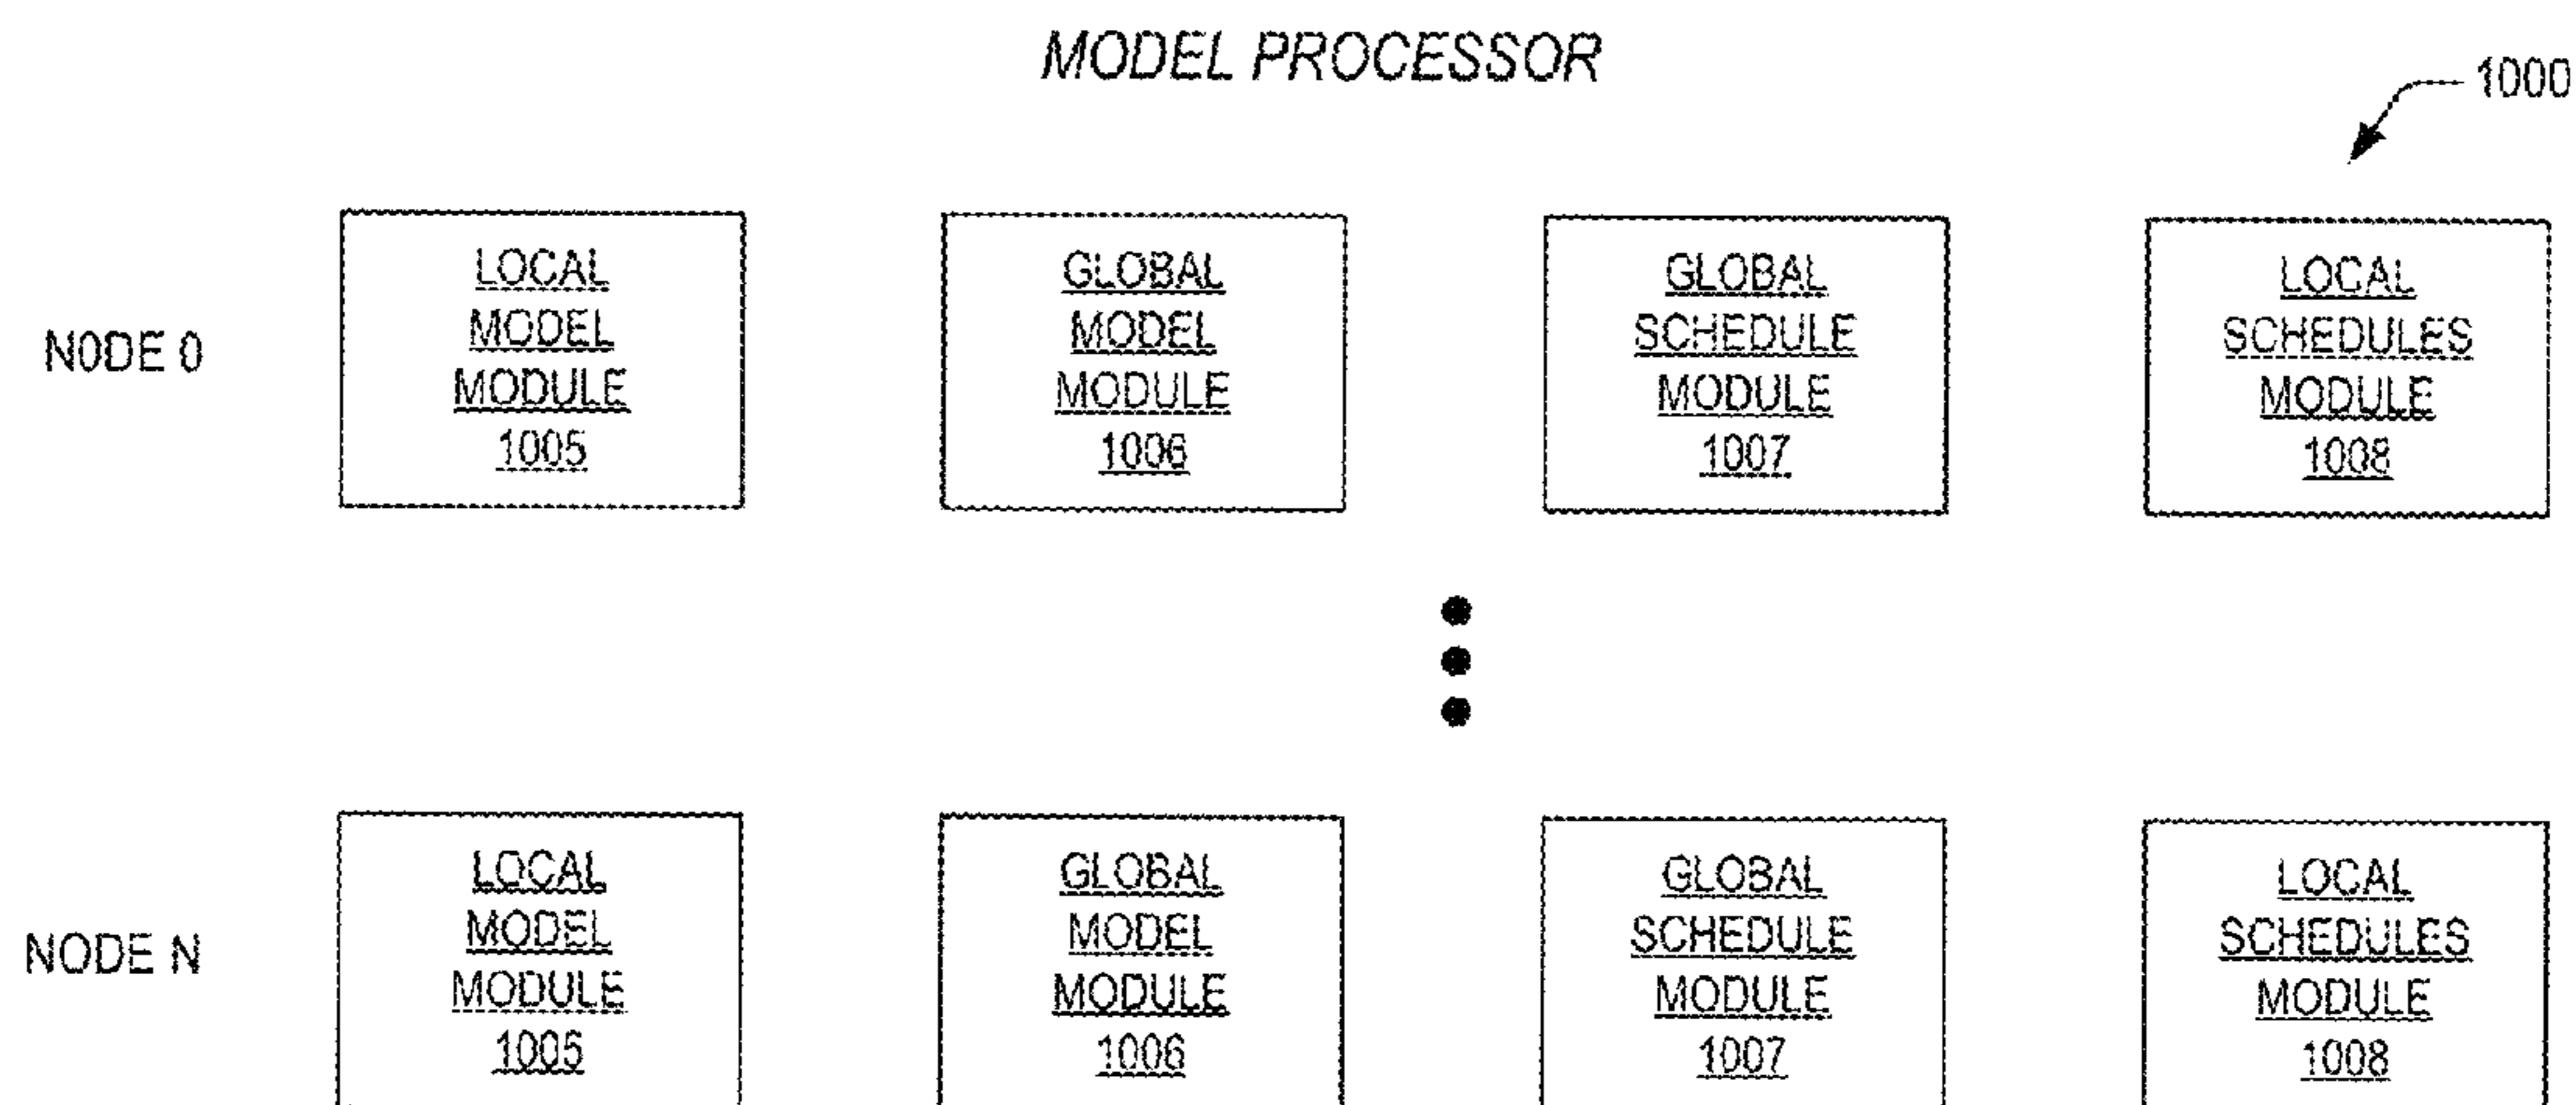 MODEL PROCESSOR
1000
NODE 0
LOCAL
MODEL
MODULE
1005
GLOBAL
MODEL
MODULE
1006
GLOBAL
SCHEDULE
MODULE
1007
LOCAL
SCHEDULES
MODULE
1008
NODE N
LOCAL
MODEL
MODULE
1005
GLOBAL
MODEL
MODULE
1006
GLOBAL
SCHEDULE
MODULE
1007
LOCAL
SCHEDULES
MODULE
1008